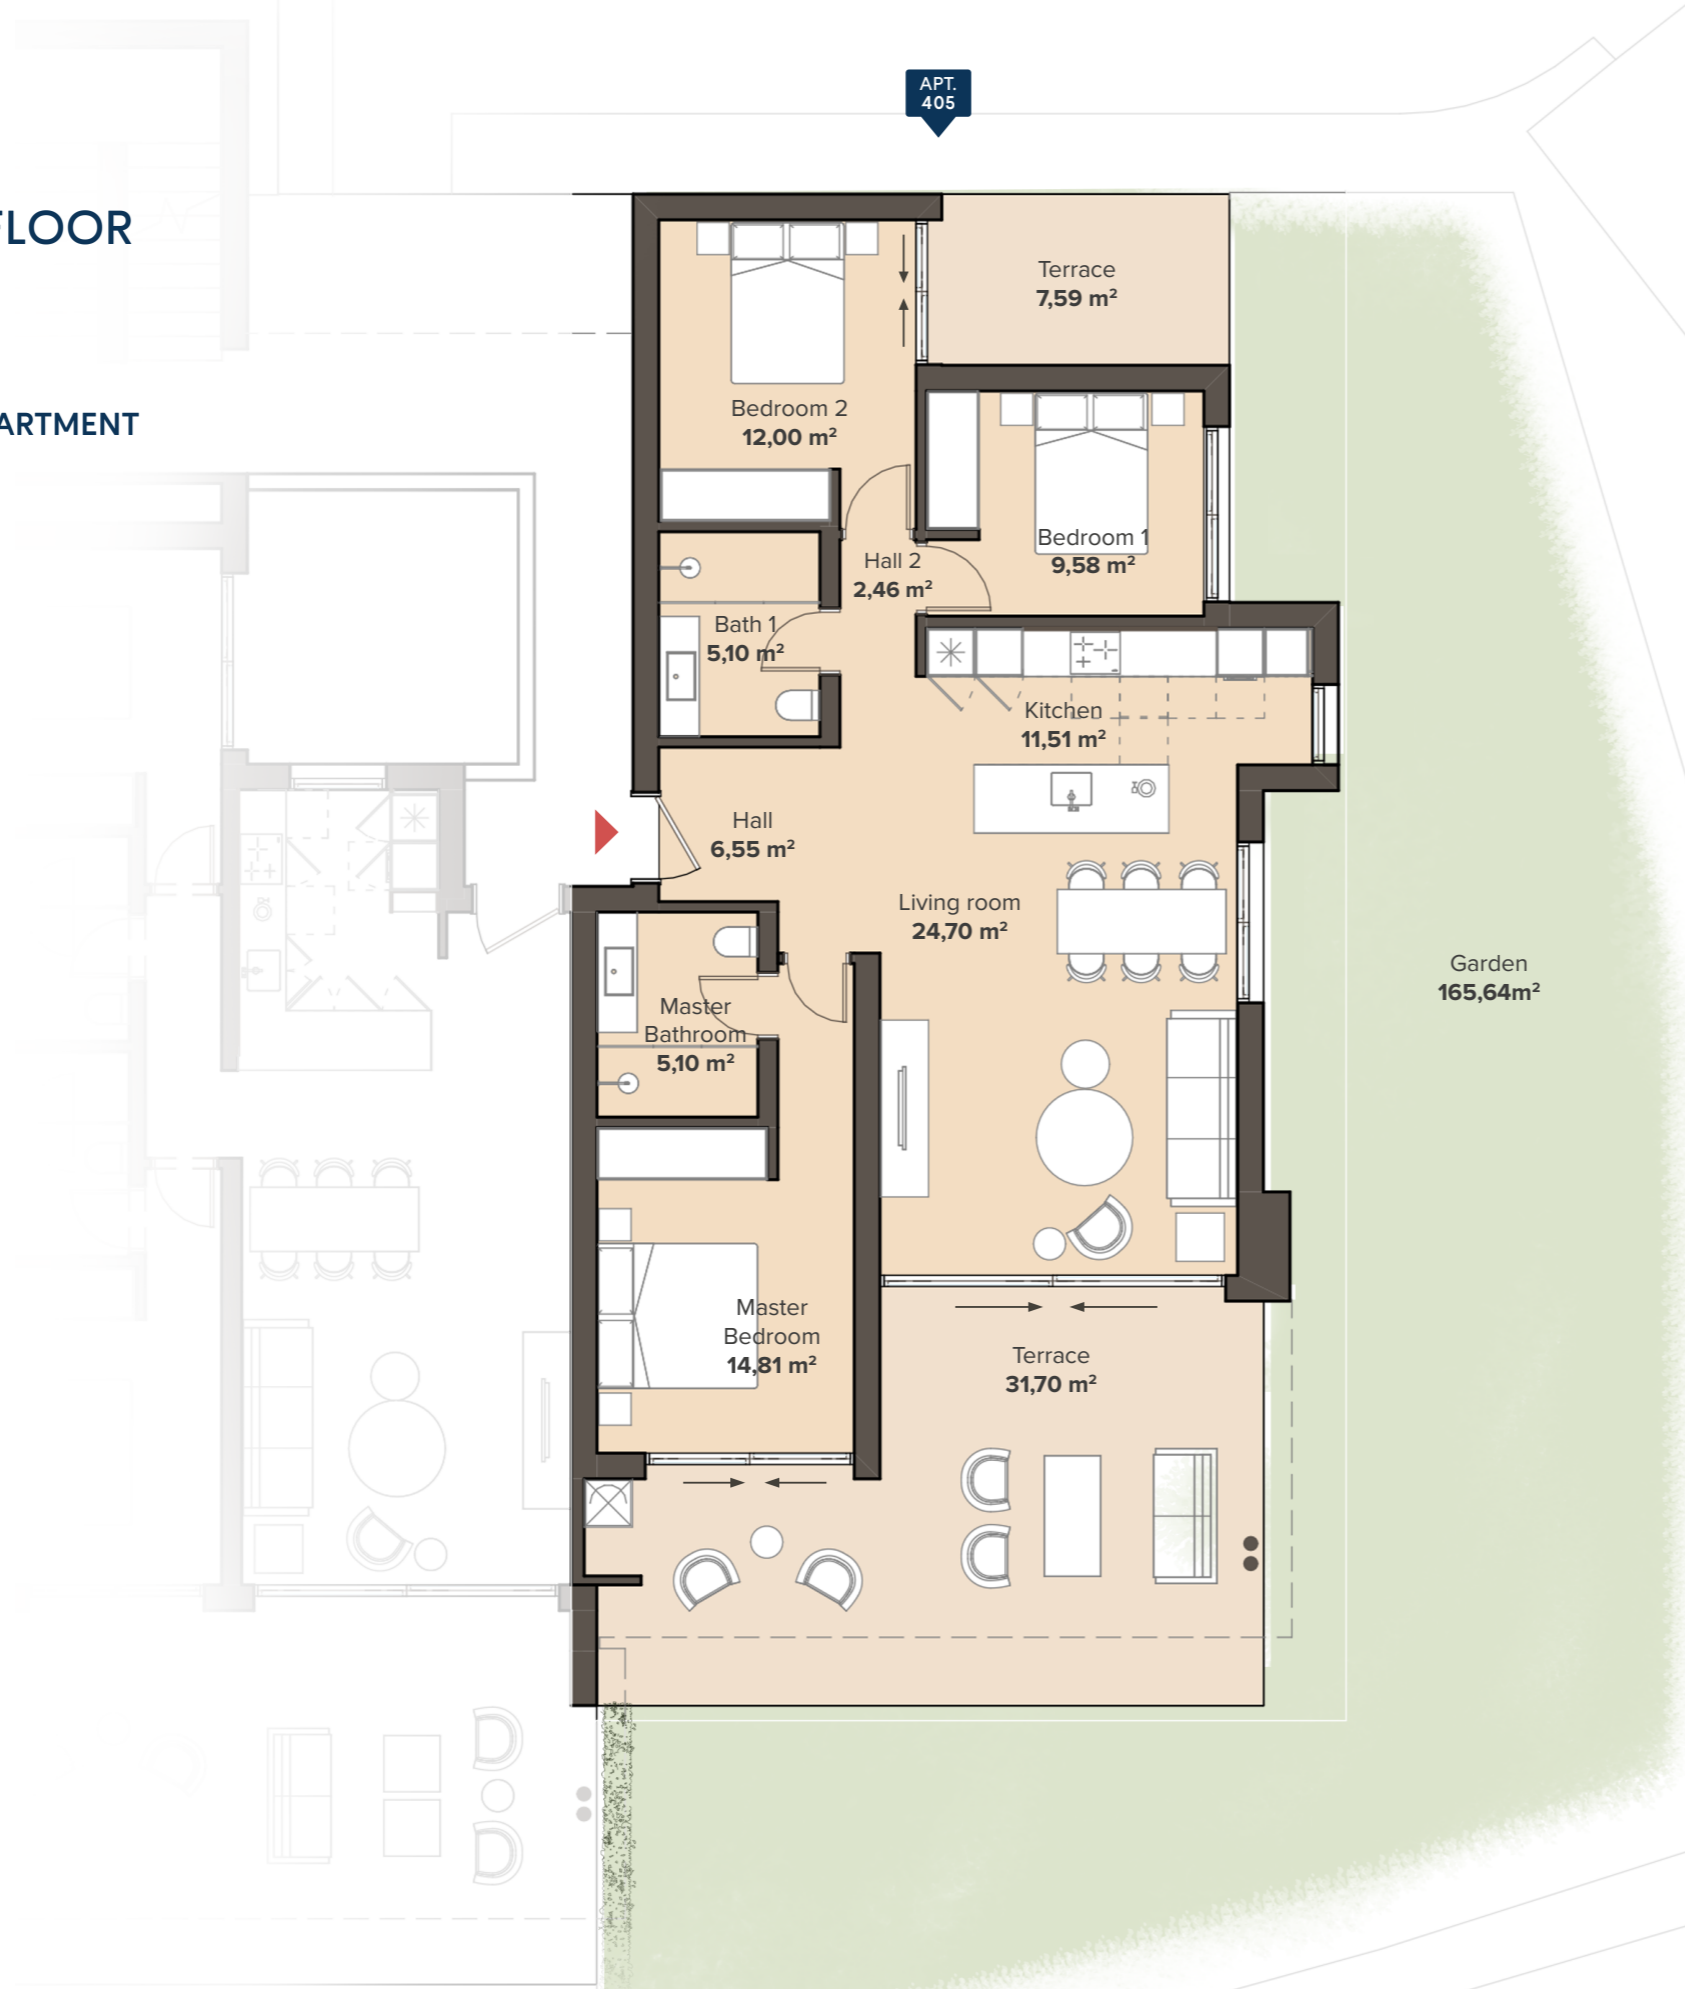 APT.
405
FLOOR
ARTMENT
Terrace
7,59 m²
Bedroom 2
12,00 m²
Bedroom 1
9,58 m²
Hall 2
2,46 m²
Bath 1
5,10 m²
Kitchen
11,51 m²
Hall
6,55 m²
Living room
24,70 m²
Garden
165,64m²
Master
Bathroom
5,10 m²
Master
Bedroom
14,81 m²
Terrace
31,70 m²